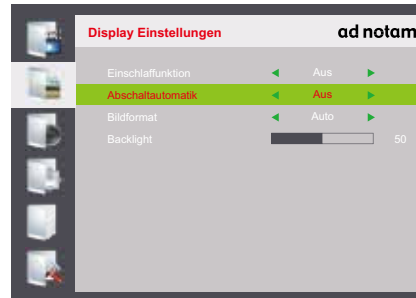 Display Einstellungen
ad notam
Einschlaffunktion Aus
Abschaltautomatik Aus
Bildformat Auto
Backlight 50